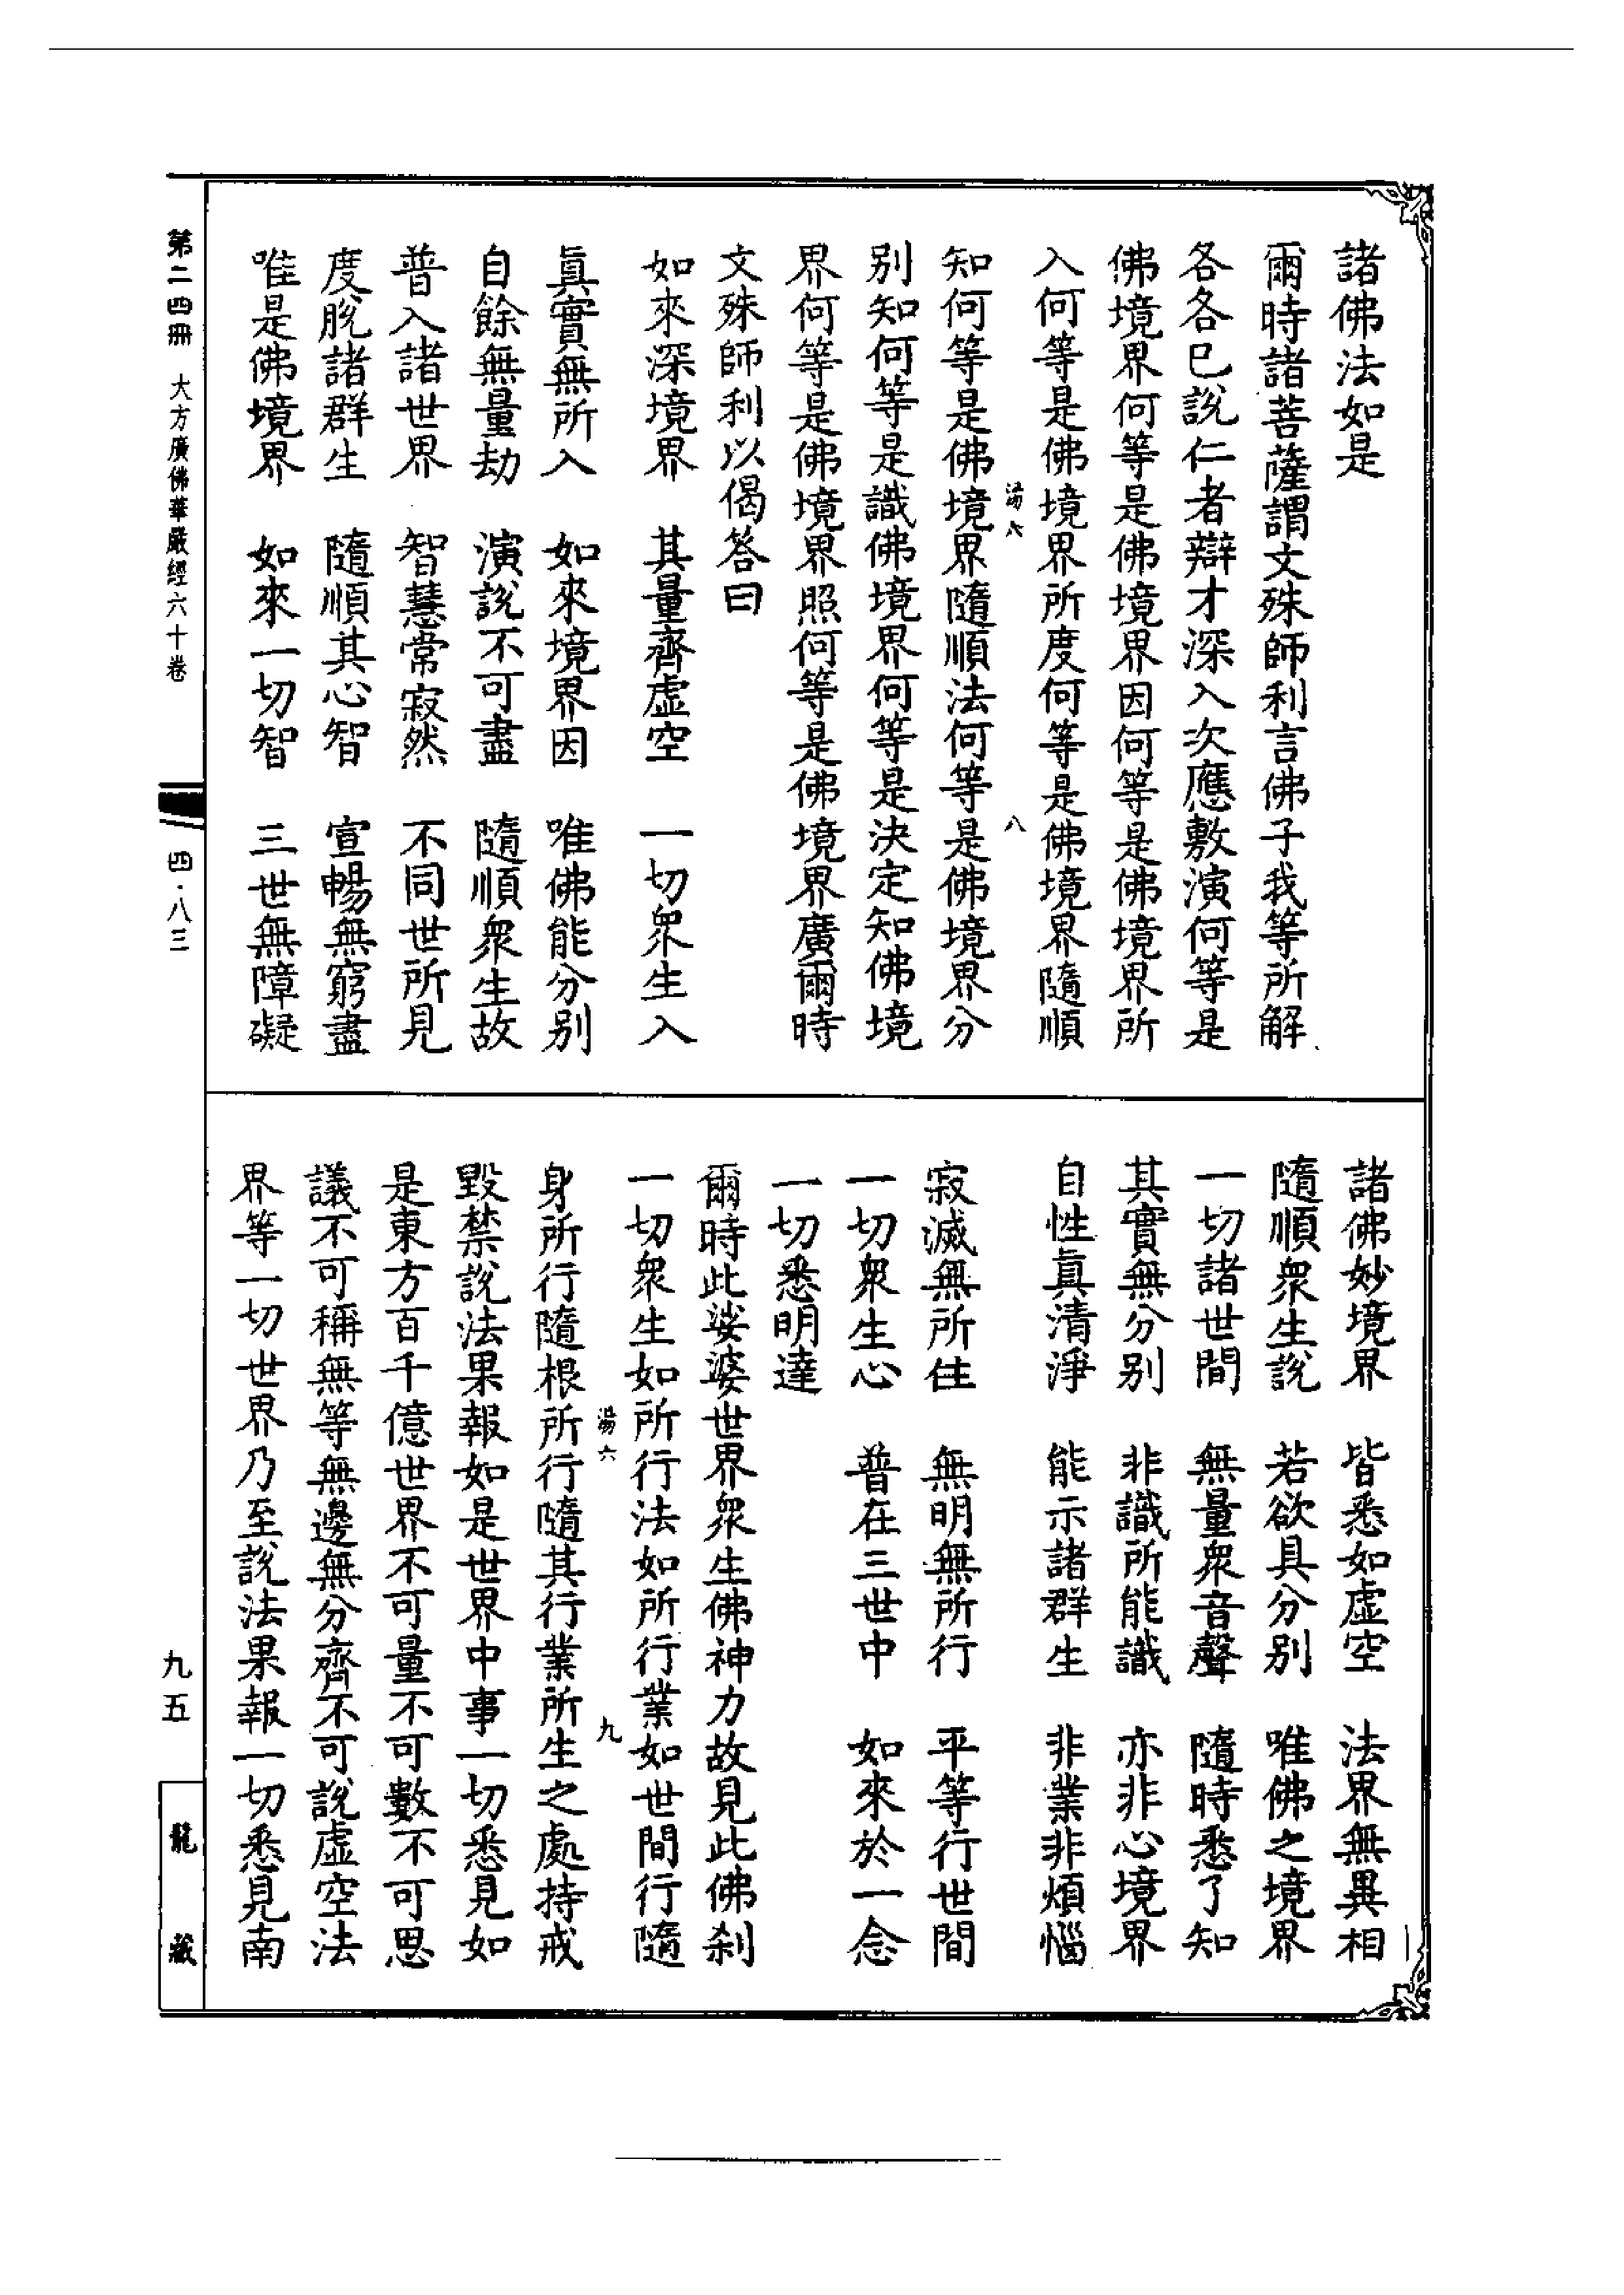 諸佛法如是
爾時諸菩薩謂文殊師利言佛子我等所解
各各已說仁者辯才深入次應敷演何等是
佛境界何等是佛境界因何等是佛境界所
入何等是佛境界所度何等是佛境界隨順
湯六 八
知何等是佛境界隨順法何等是佛境界分
別知何等是識佛境界何等是決定知佛境
界何等是佛境界照何等是佛境界廣爾時
文殊師利以偈答曰
如來深境界 其量齊虛空 一切眾生入
眞實無所入 如來境界因 唯佛能分別
自餘無量劫 演說不可盡 隨順眾生故
普入諸世界 智慧常寂然 不同世所見
度脫諸群生 隨順其心智 宣暢無窮盡
唯是佛境界 如來一切智 三世無障礙
諸佛妙境界 皆悉如虛空 法界無異相
隨順眾生說 若欲具分別 唯佛之境界
一切諸世間 無量眾音聲 隨時悉了知
其實無分別 非識所能識 亦非心境界
自性眞清淨 能示諸群生 非業非煩惱
寂滅無所住 無明無所行 平等行世間
一切眾生心 普在三世中 如來於一念
一切悉明達
爾時此娑婆世界眾生佛神力故見此佛刹
一切眾生如所行法如所行業如世間行隨
湯六 九
身所行隨根所行隨其行業所生之處持戒
毀禁說法果報如是世界中事一切悉見如
是東方百千億世界不可量不可數不可思
議不可稱無等無邊無分齊不可說虛空法
界等一切世界乃至說法果報一切悉見南
第二四冊 大方廣佛華嚴經六十卷 四·八三
九五
龍藏